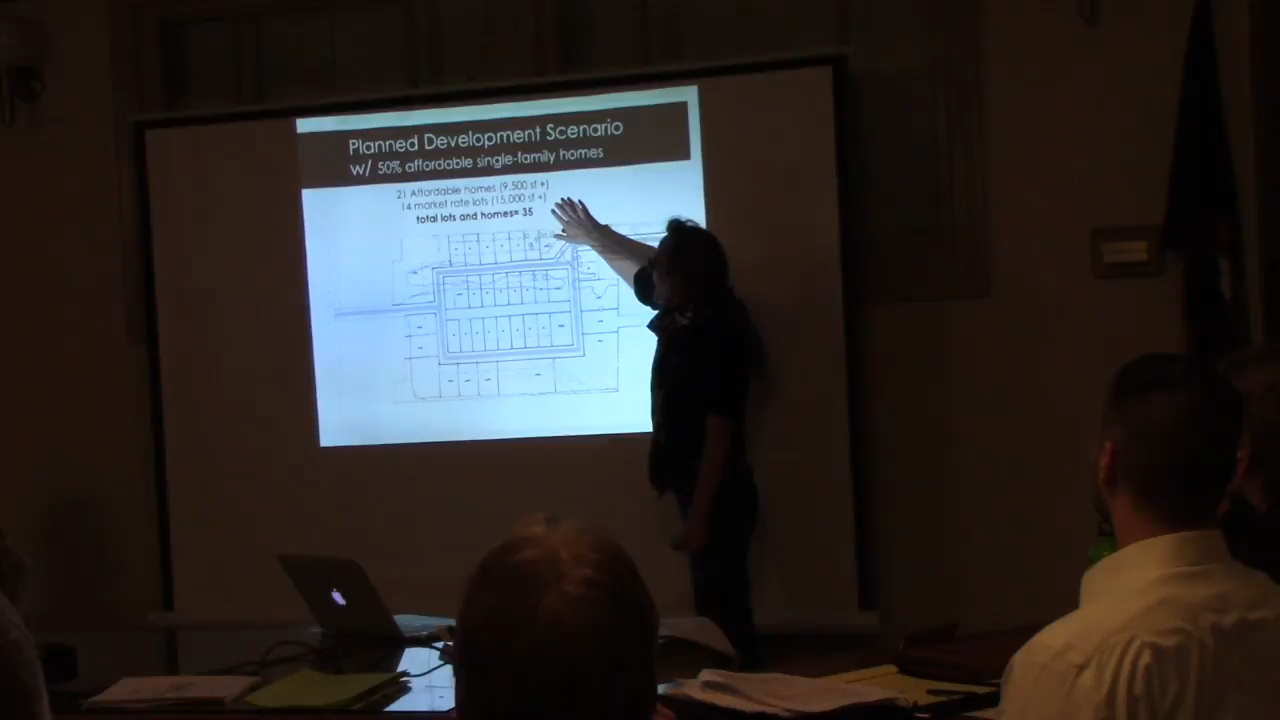 Planned Development Scenario
w/ 50% affordable single-family homes
21 Affordable homes (9,500 sf +)
14 market rate lots (15,000 sf +)
total lots and homes= 35